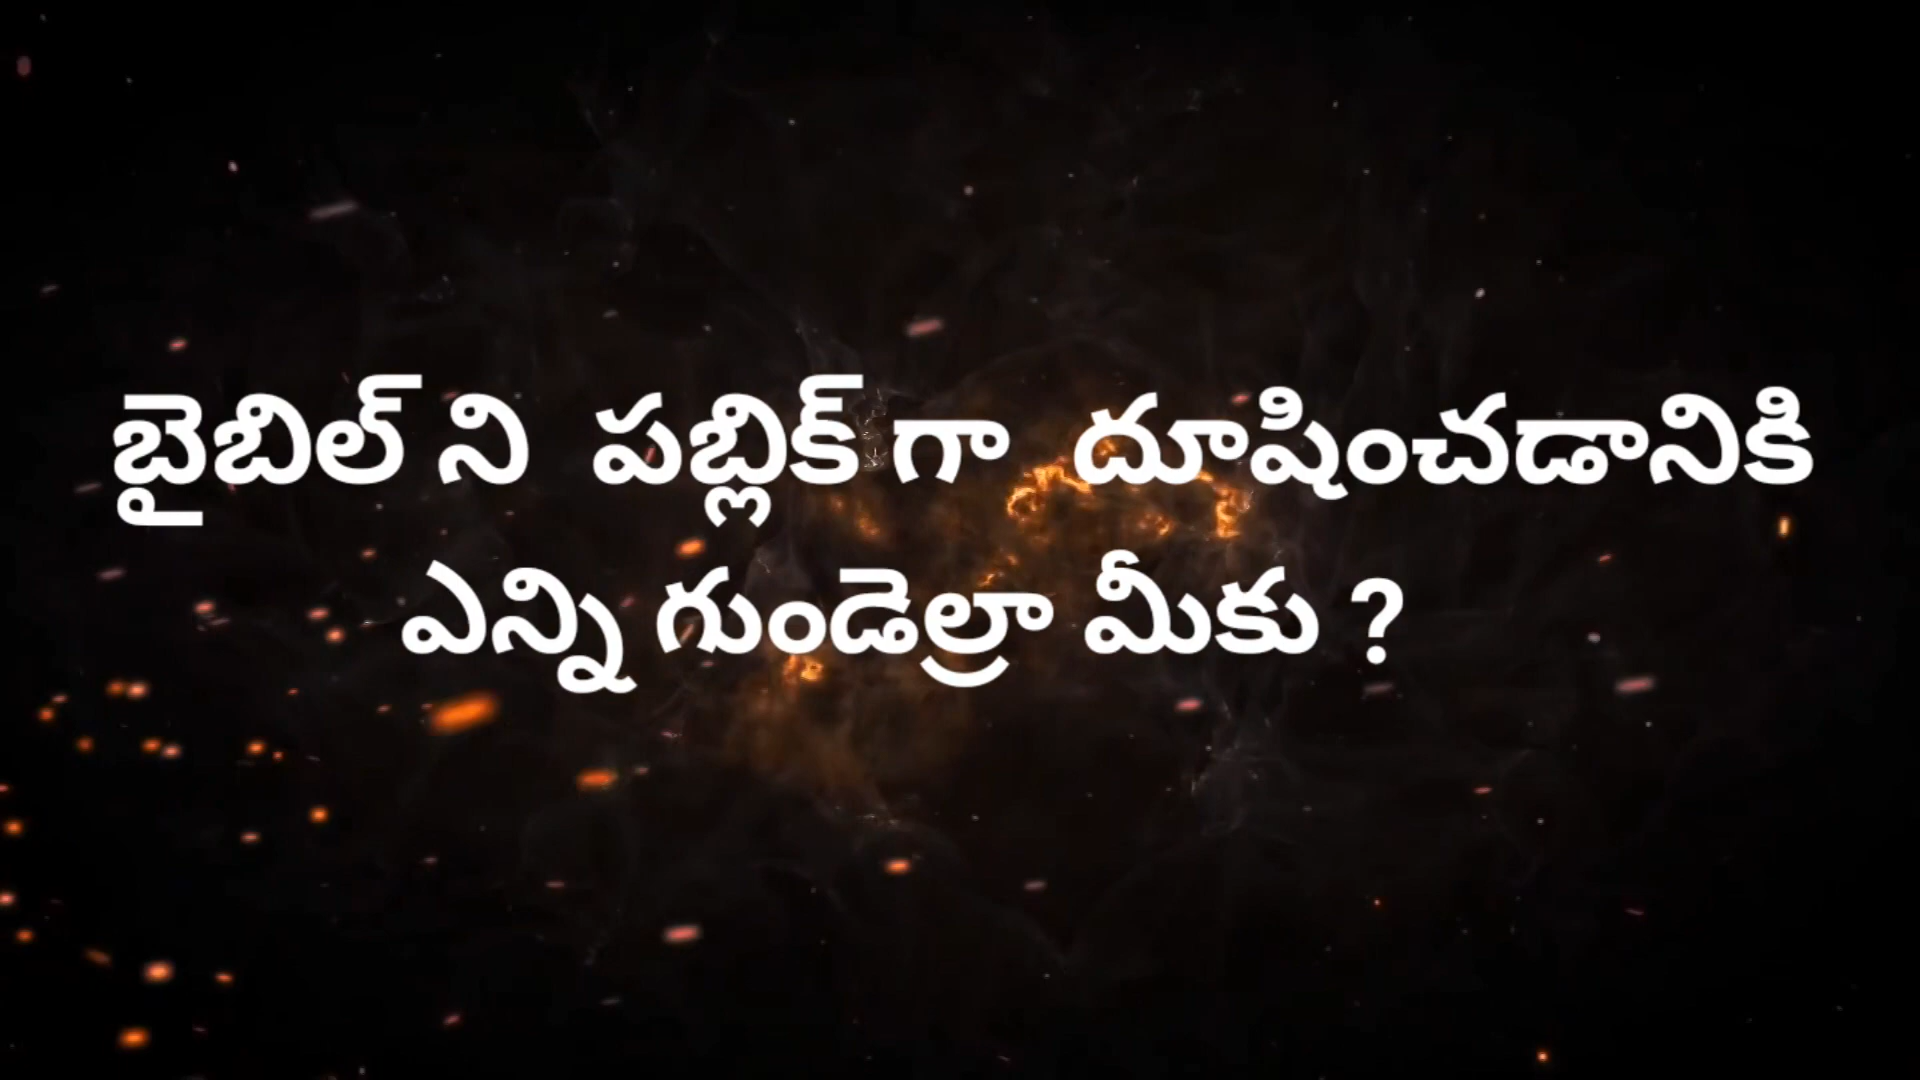 బైబిల్ ని పబ్లిక్ గా దూషించడానికి
ఎన్ని గుండెల్రా మీకు ?